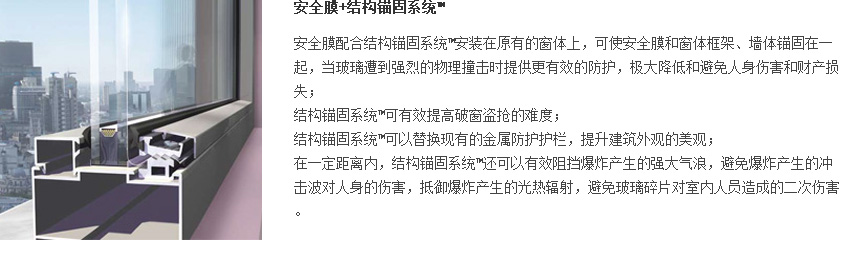 安全膜+结构锚固系统™
安全膜配合结构锚固系统™安装在原有的窗体上，可使安全膜和窗体框架、墙体锚固在一
起，当玻璃遭到强烈的物理撞击时提供更有效的防护，极大降低和避免人身伤害和财产损
失；
结构锚固系统™可有效提高破窗盗抢的难度；
结构锚固系统™可以替换现有的金属防护护栏，提升建筑外观的美观；
在一定距离内，结构锚固系统™还可以有效阻挡爆炸产生的强大气浪，避免爆炸产生的冲
击波对人身的伤害，抵御爆炸产生的光热辐射，避免玻璃碎片对室内人员造成的二次伤害
。